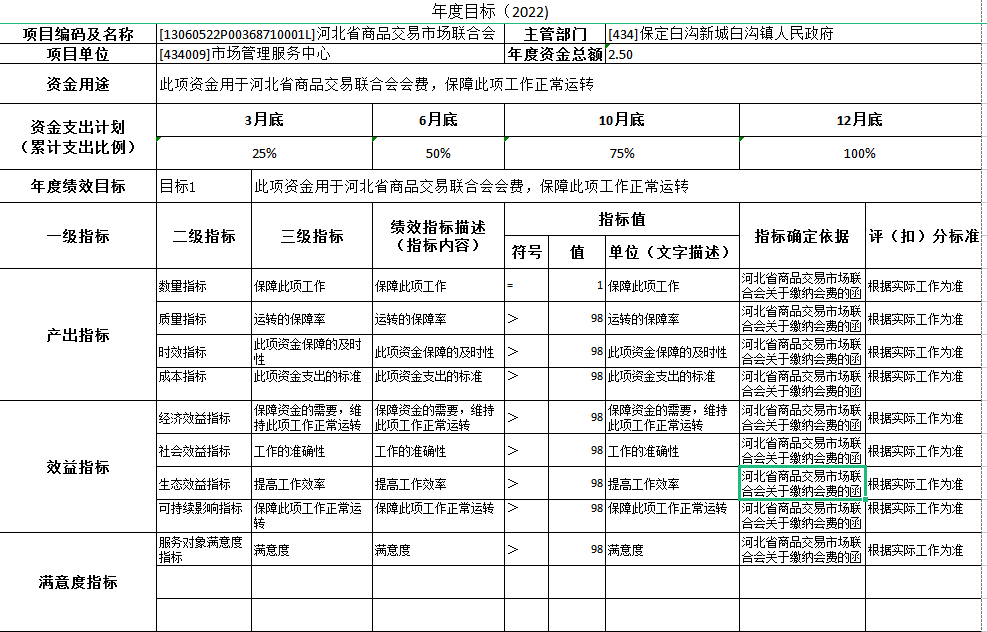 年度目标（2022)
项目编码及名称 [13060522P00368710001L]河北省商品交易市场联合会 主管部门 [434]保定白沟新城白沟镇人民政府
项目单位 [434009]市场管理服务中心 年度资金总额 2.50
资金用途 此项资金用于河北省商品交易联合会会费，保障此项工作正常运转
资金支出计划
（累计支出比例）
3月底 6月底 10月底 12月底
25% 50% 75% 100%
年度绩效目标 目标1 此项资金用于河北省商品交易联合会会费，保障此项工作正常运转
一级指标 二级指标 三级指标
绩效指标描述
（指标内容）
指标值
符号 值 单位（文字描述）
指标确定依据 评（扣）分标准
产出指标
数量指标 保障此项工作 保障此项工作 = 1 保障此项工作
河北省商品交易市场联
合会关于缴纳会费的函
根据实际工作为准
质量指标 运转的保障率 运转的保障率 ＞ 98 运转的保障率
河北省商品交易市场联
合会关于缴纳会费的函
根据实际工作为准
时效指标
此项资金保障的及时
性
此项资金保障的及时性 ＞ 98 此项资金保障的及时性
河北省商品交易市场联
合会关于缴纳会费的函
根据实际工作为准
成本指标 此项资金支出的标准 此项资金支出的标准 ＞ 98 此项资金支出的标准
河北省商品交易市场联
合会关于缴纳会费的函
根据实际工作为准
效益指标
经济效益指标
保障资金的需要，维
持此项工作正常运转
保障资金的需要，维持
此项工作正常运转
＞ 98
保障资金的需要，维持
此项工作正常运转
河北省商品交易市场联
合会关于缴纳会费的函
根据实际工作为准
社会效益指标 工作的准确性 工作的准确性 ＞ 98 工作的准确性
河北省商品交易市场联
合会关于缴纳会费的函
根据实际工作为准
生态效益指标 提高工作效率 提高工作效率 ＞ 98 提高工作效率
河北省商品交易市场联
合会关于缴纳会费的函
根据实际工作为准
可持续影响指标
保障此项工作正常运
转
保障此项工作正常运转 ＞ 98 保障此项工作正常运转
河北省商品交易市场联
合会关于缴纳会费的函
根据实际工作为准
满意度指标
服务对象满意度
指标
满意度 满意度 ＞ 98 满意度
河北省商品交易市场联
合会关于缴纳会费的函
根据实际工作为准